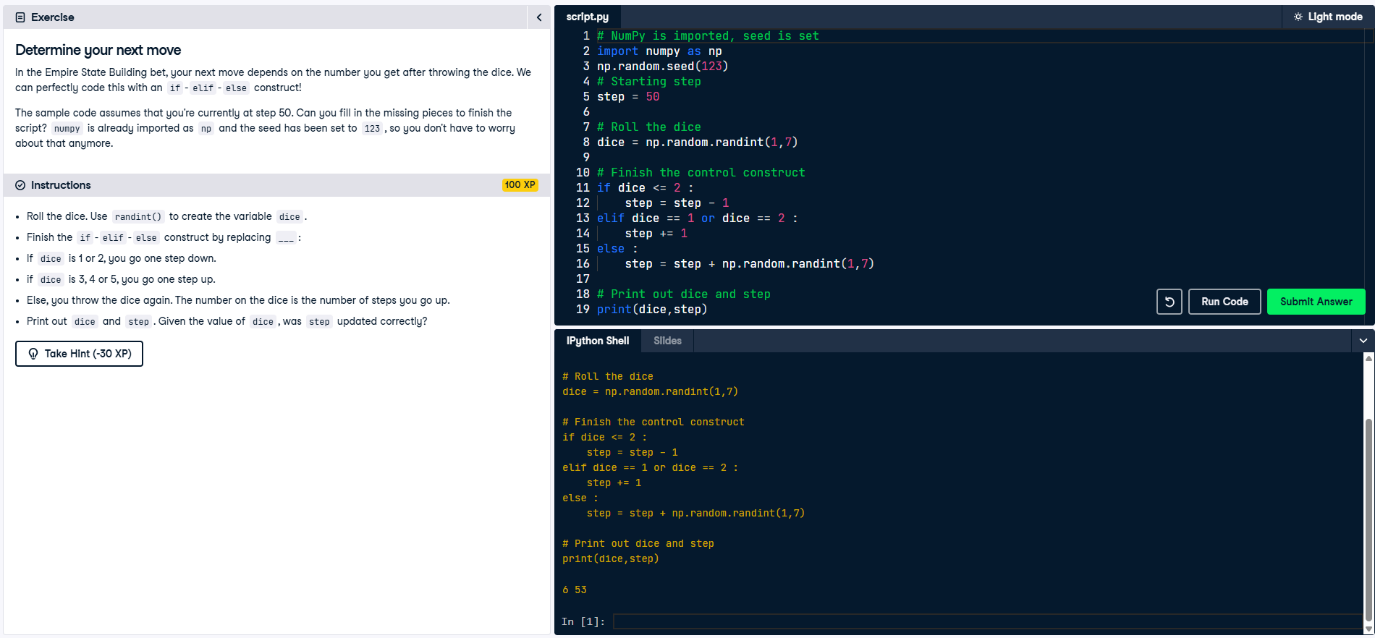 Exercise
Determine your next move
In the Empire State Building bet, your next move depends on the number you get after throwing the dice. We
can perfectly code this with an if - elif - else construct!
The sample code assumes that you're currently at step 50. Can you fill in the missing pieces to finish the
script? numpy is already imported as np and the seed has been set to 123 , so you don't have to worry
about that anymore.
Instructions
100 XP
• Roll the dice. Use randint() to create the variable dice .
• Finish the if - elif - else construct by replacing ___ :
• If dice is 1 or 2, you go one step down.
• if dice is 3, 4 or 5, you go one step up.
• Else, you throw the dice again. The number on the dice is the number of steps you go up.
• Print out dice and step . Given the value of dice , was step updated correctly?
Take Hint (-30 XP)
script.py
Light mode
1 # NumPy is imported, seed is set
2 import numpy as np
3 np.random.seed(123)
4 # Starting step
5 step = 50
6
7 # Roll the dice
8 dice = np.random.randint(1,7)
9
10 # Finish the control construct
11 if dice <= 2 :
12     step = step - 1
13 elif dice == 1 or dice == 2 :
14     step += 1
15 else :
16     step = step + np.random.randint(1,7)
17
18 # Print out dice and step
19 print(dice,step)
Run Code
Submit Answer
IPython Shell
Slides
# Roll the dice
dice = np.random.randint(1,7)
# Finish the control construct
if dice <= 2 :
    step = step - 1
elif dice == 1 or dice == 2 :
    step += 1
else :
    step = step + np.random.randint(1,7)
# Print out dice and step
print(dice,step)
6 53
In [1]: